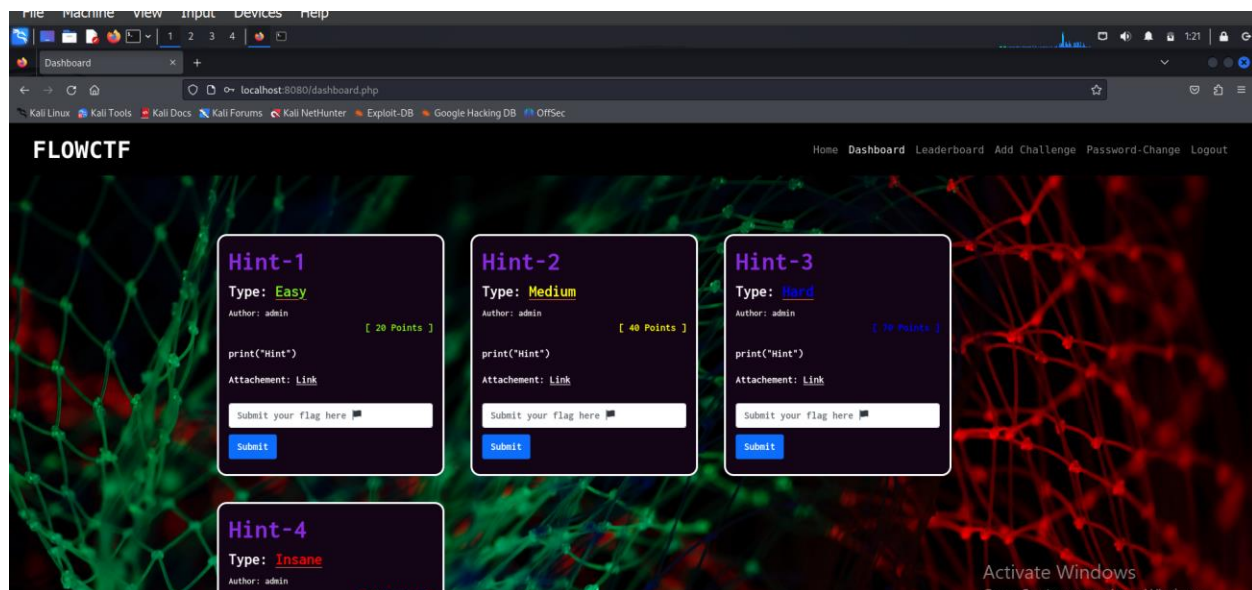 File Machine View Input Devices Help
1 2 3 4
1:21
Dashboard
localhost:8080/dashboard.php
Kali Linux Kali Tools Kali Docs Kali Forums Kali NetHunter Exploit-DB Google Hacking DB OffSec
FLOWCTF
Home Dashboard Leaderboard Add Challenge Password-Change Logout
Hint-1
Type: Easy
Author: admin
[ 20 Points ]
print("Hint")
Attachement: Link
Submit your flag here
Submit
Hint-2
Type: Medium
Author: admin
[ 40 Points ]
print("Hint")
Attachement: Link
Submit your flag here
Submit
Hint-3
Type: Hard
Author: admin
Points ]
print("Hint")
Attachement: Link
Submit your flag here
Submit
Hint-4
Type: Insane
Author: admin
Activate Windows